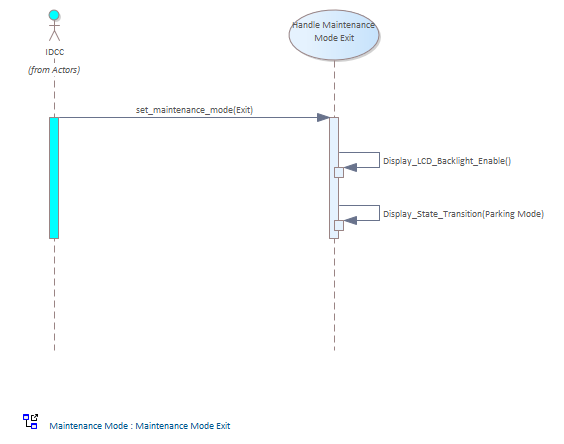 Handle Maintenance
Mode Exit
IDCC
(from Actors)
set_maintenance_mode(Exit)
Display_LCD_Backlight_Enable()
Display_State_Transition(Parking Mode)
Maintenance Mode : Maintenance Mode Exit